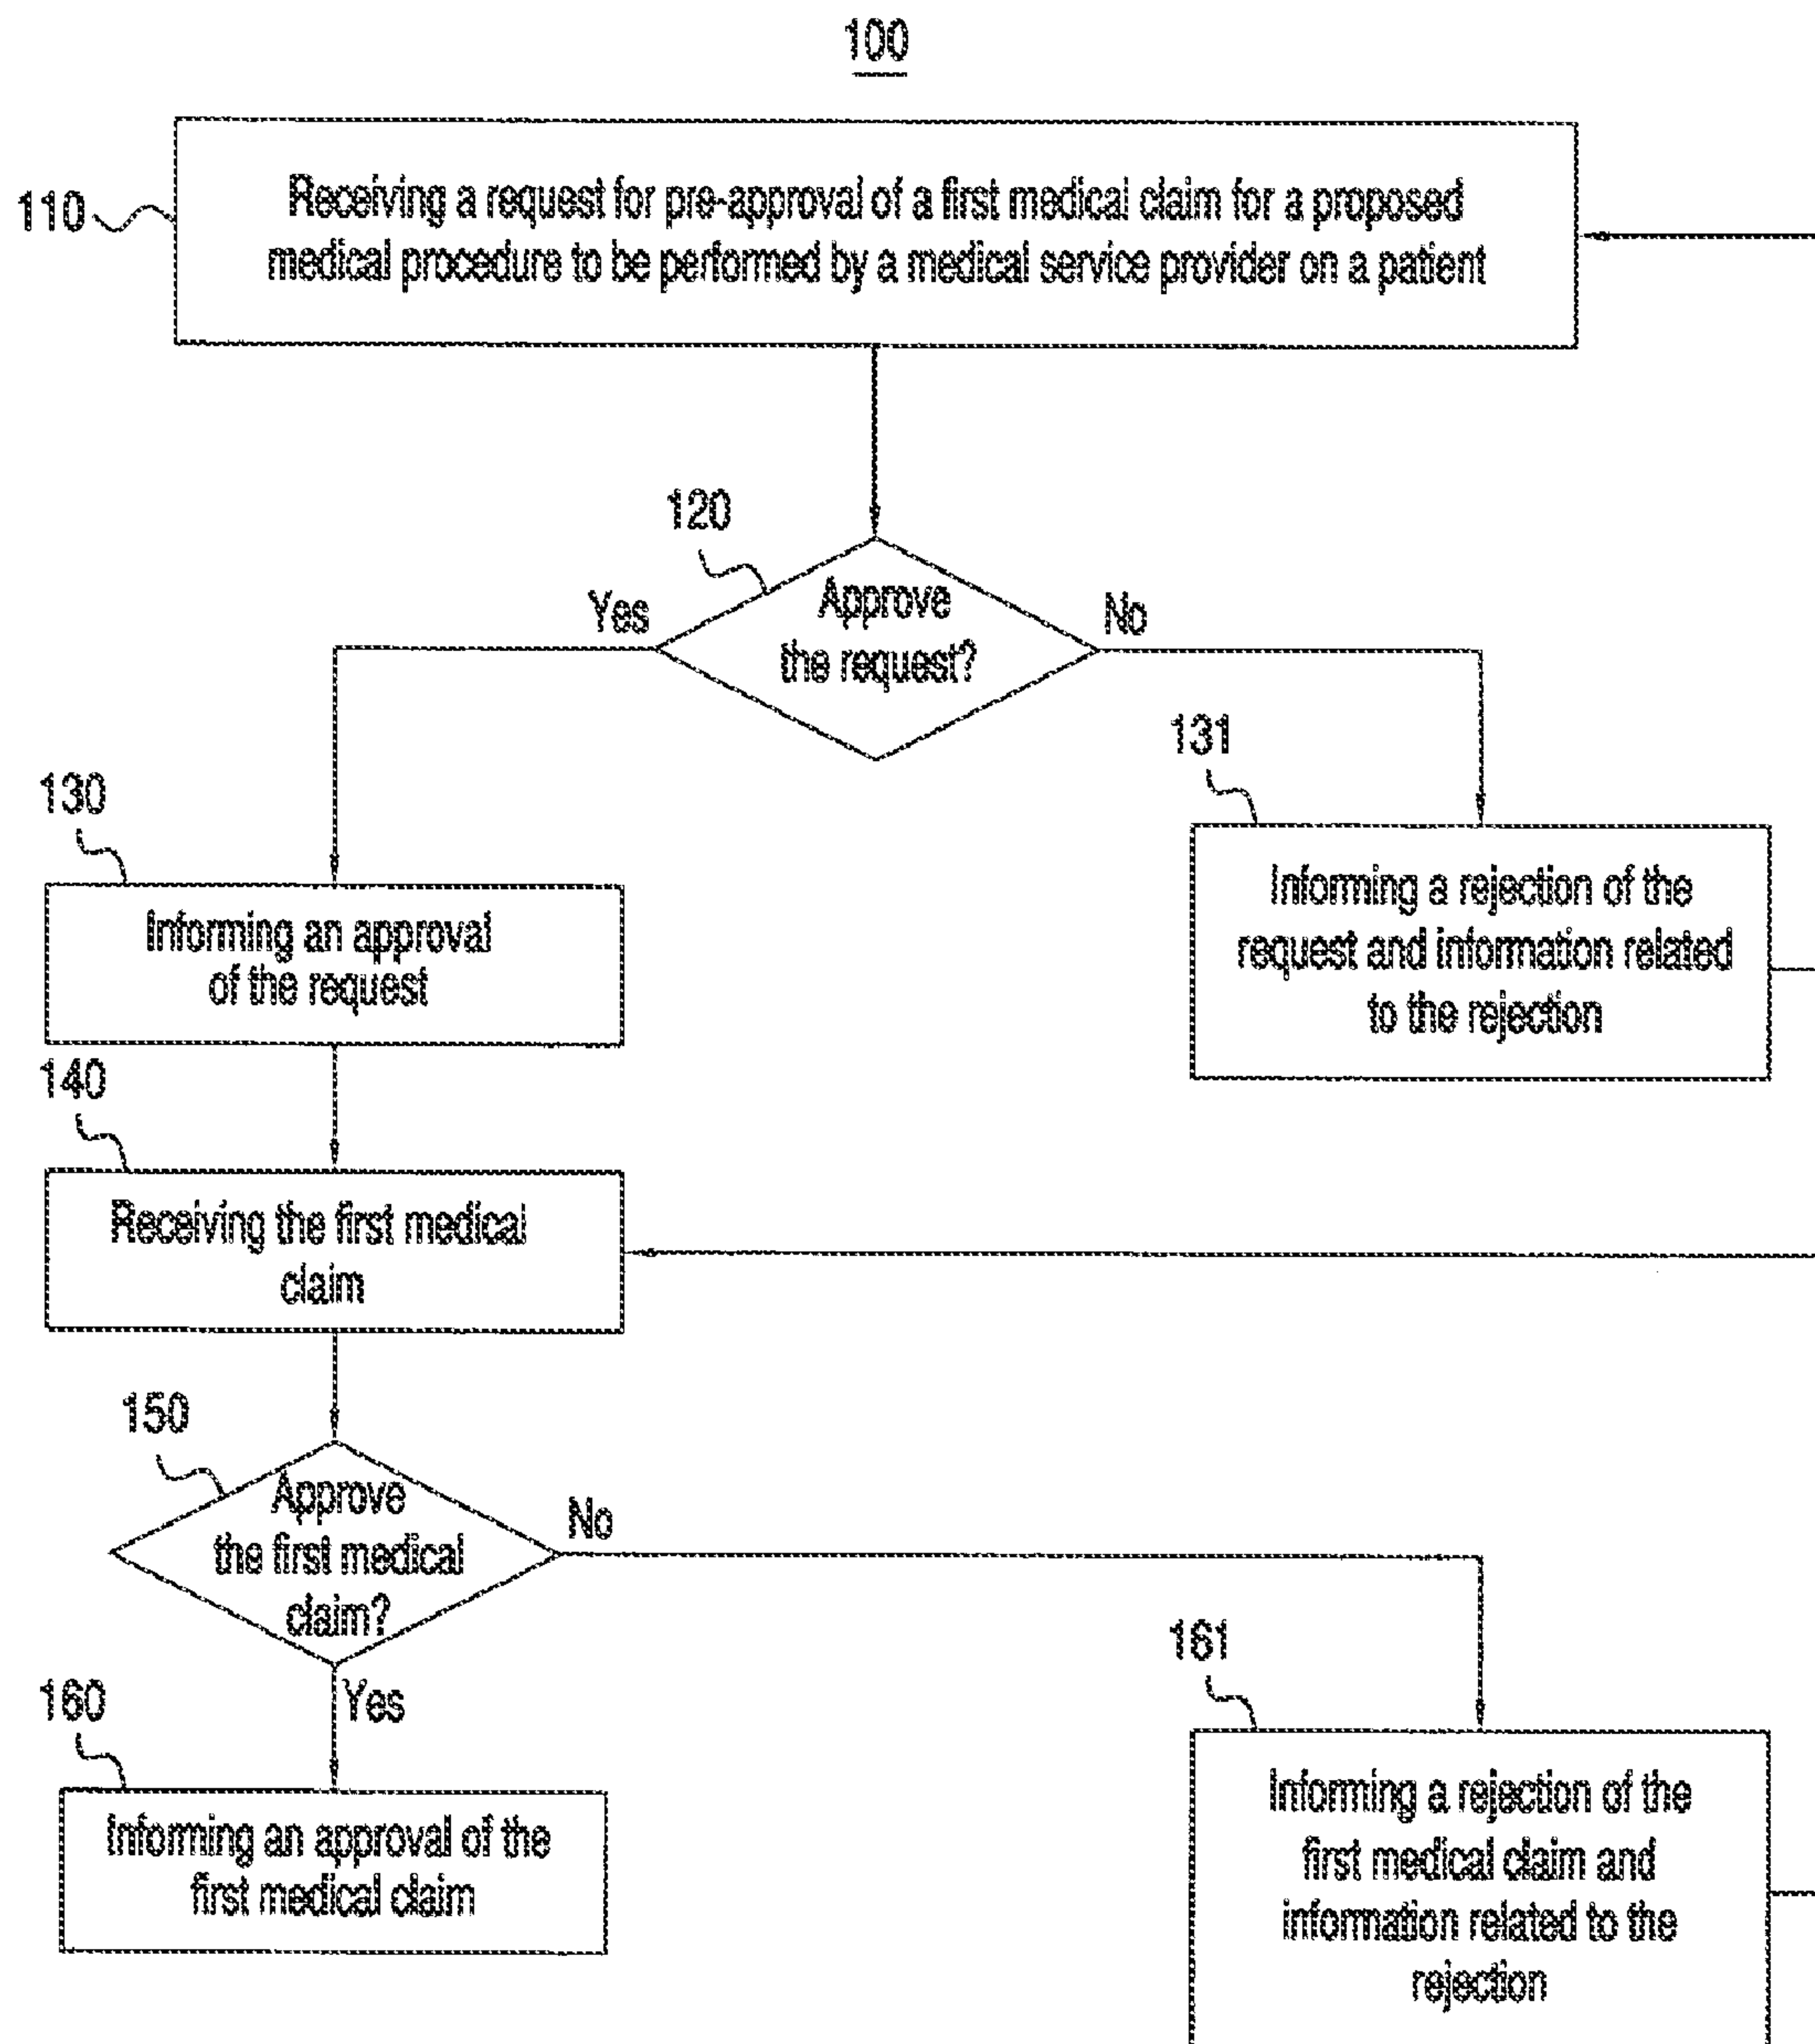 100
110
Receiving a request for pre-approval of a first medical claim for a proposed
medical procedure to be performed by a medical service provider on a patient
120
Approve
the request?
Yes
No
131
Informing a rejection of the
request and information related
to the rejection
130
Informing an approval
of the request
140
Receiving the first medical
claim
150
Approve
the first medical
claim?
No
Yes
160
Informing an approval of the
first medical claim
161
Informing a rejection of the
first medical claim and
information related to the
rejection